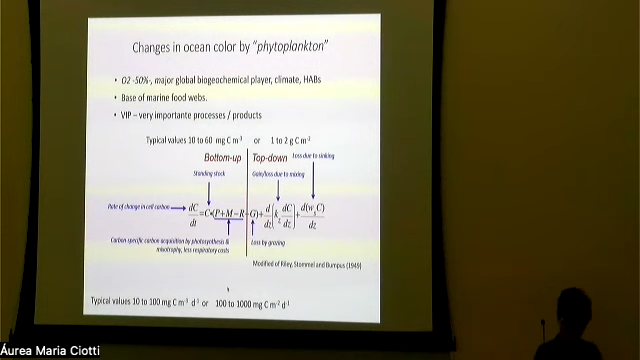 Changes in ocean color by "phytoplankton"
• O2 -50%-, major global biogeochemical player, climate, HABs
• Base of marine food webs.
• VIP – very importante processes / products
Typical values 10 to 60 mg C m⁻³ or 1 to 2 g C m⁻²
Bottom-up Top-down Loss due to sinking
Standing stock Gain/loss due to mixing
Rate of change in cell carbon dC/dt = C•(P+M–R–G)+ d/dz (k_z dC/dz) + d(w_s C)/dz
Carbon specific carbon acquisition by photosynthesis & mixotrophy, less respiratory costs
Loss by grazing
Modified of Riley, Stommel and Bumpus (1949)
Typical values 10 to 100 mg C m⁻³ d⁻¹ or 100 to 1000 mg C m⁻² d⁻¹
Áurea Maria Ciotti